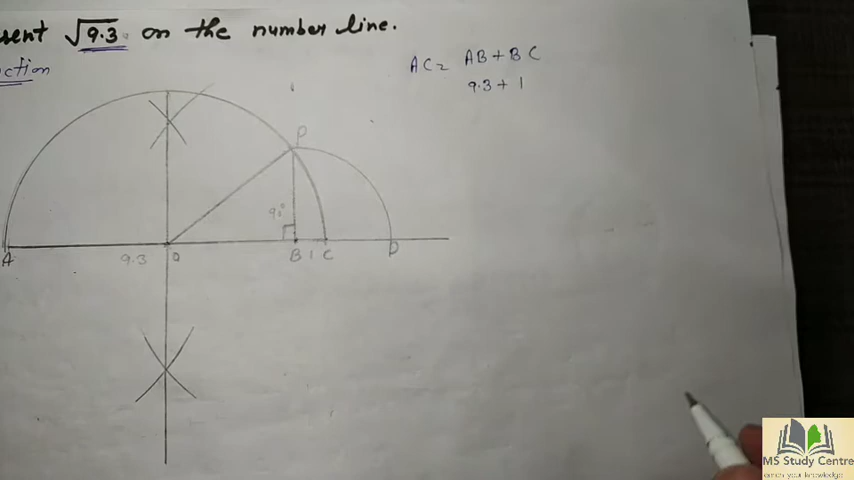 sent √9.3 on the number line.
ction
AC = AB + BC
9.3 + 1
P
90°
A 9.3 O B 1 C D
MS Study Centre